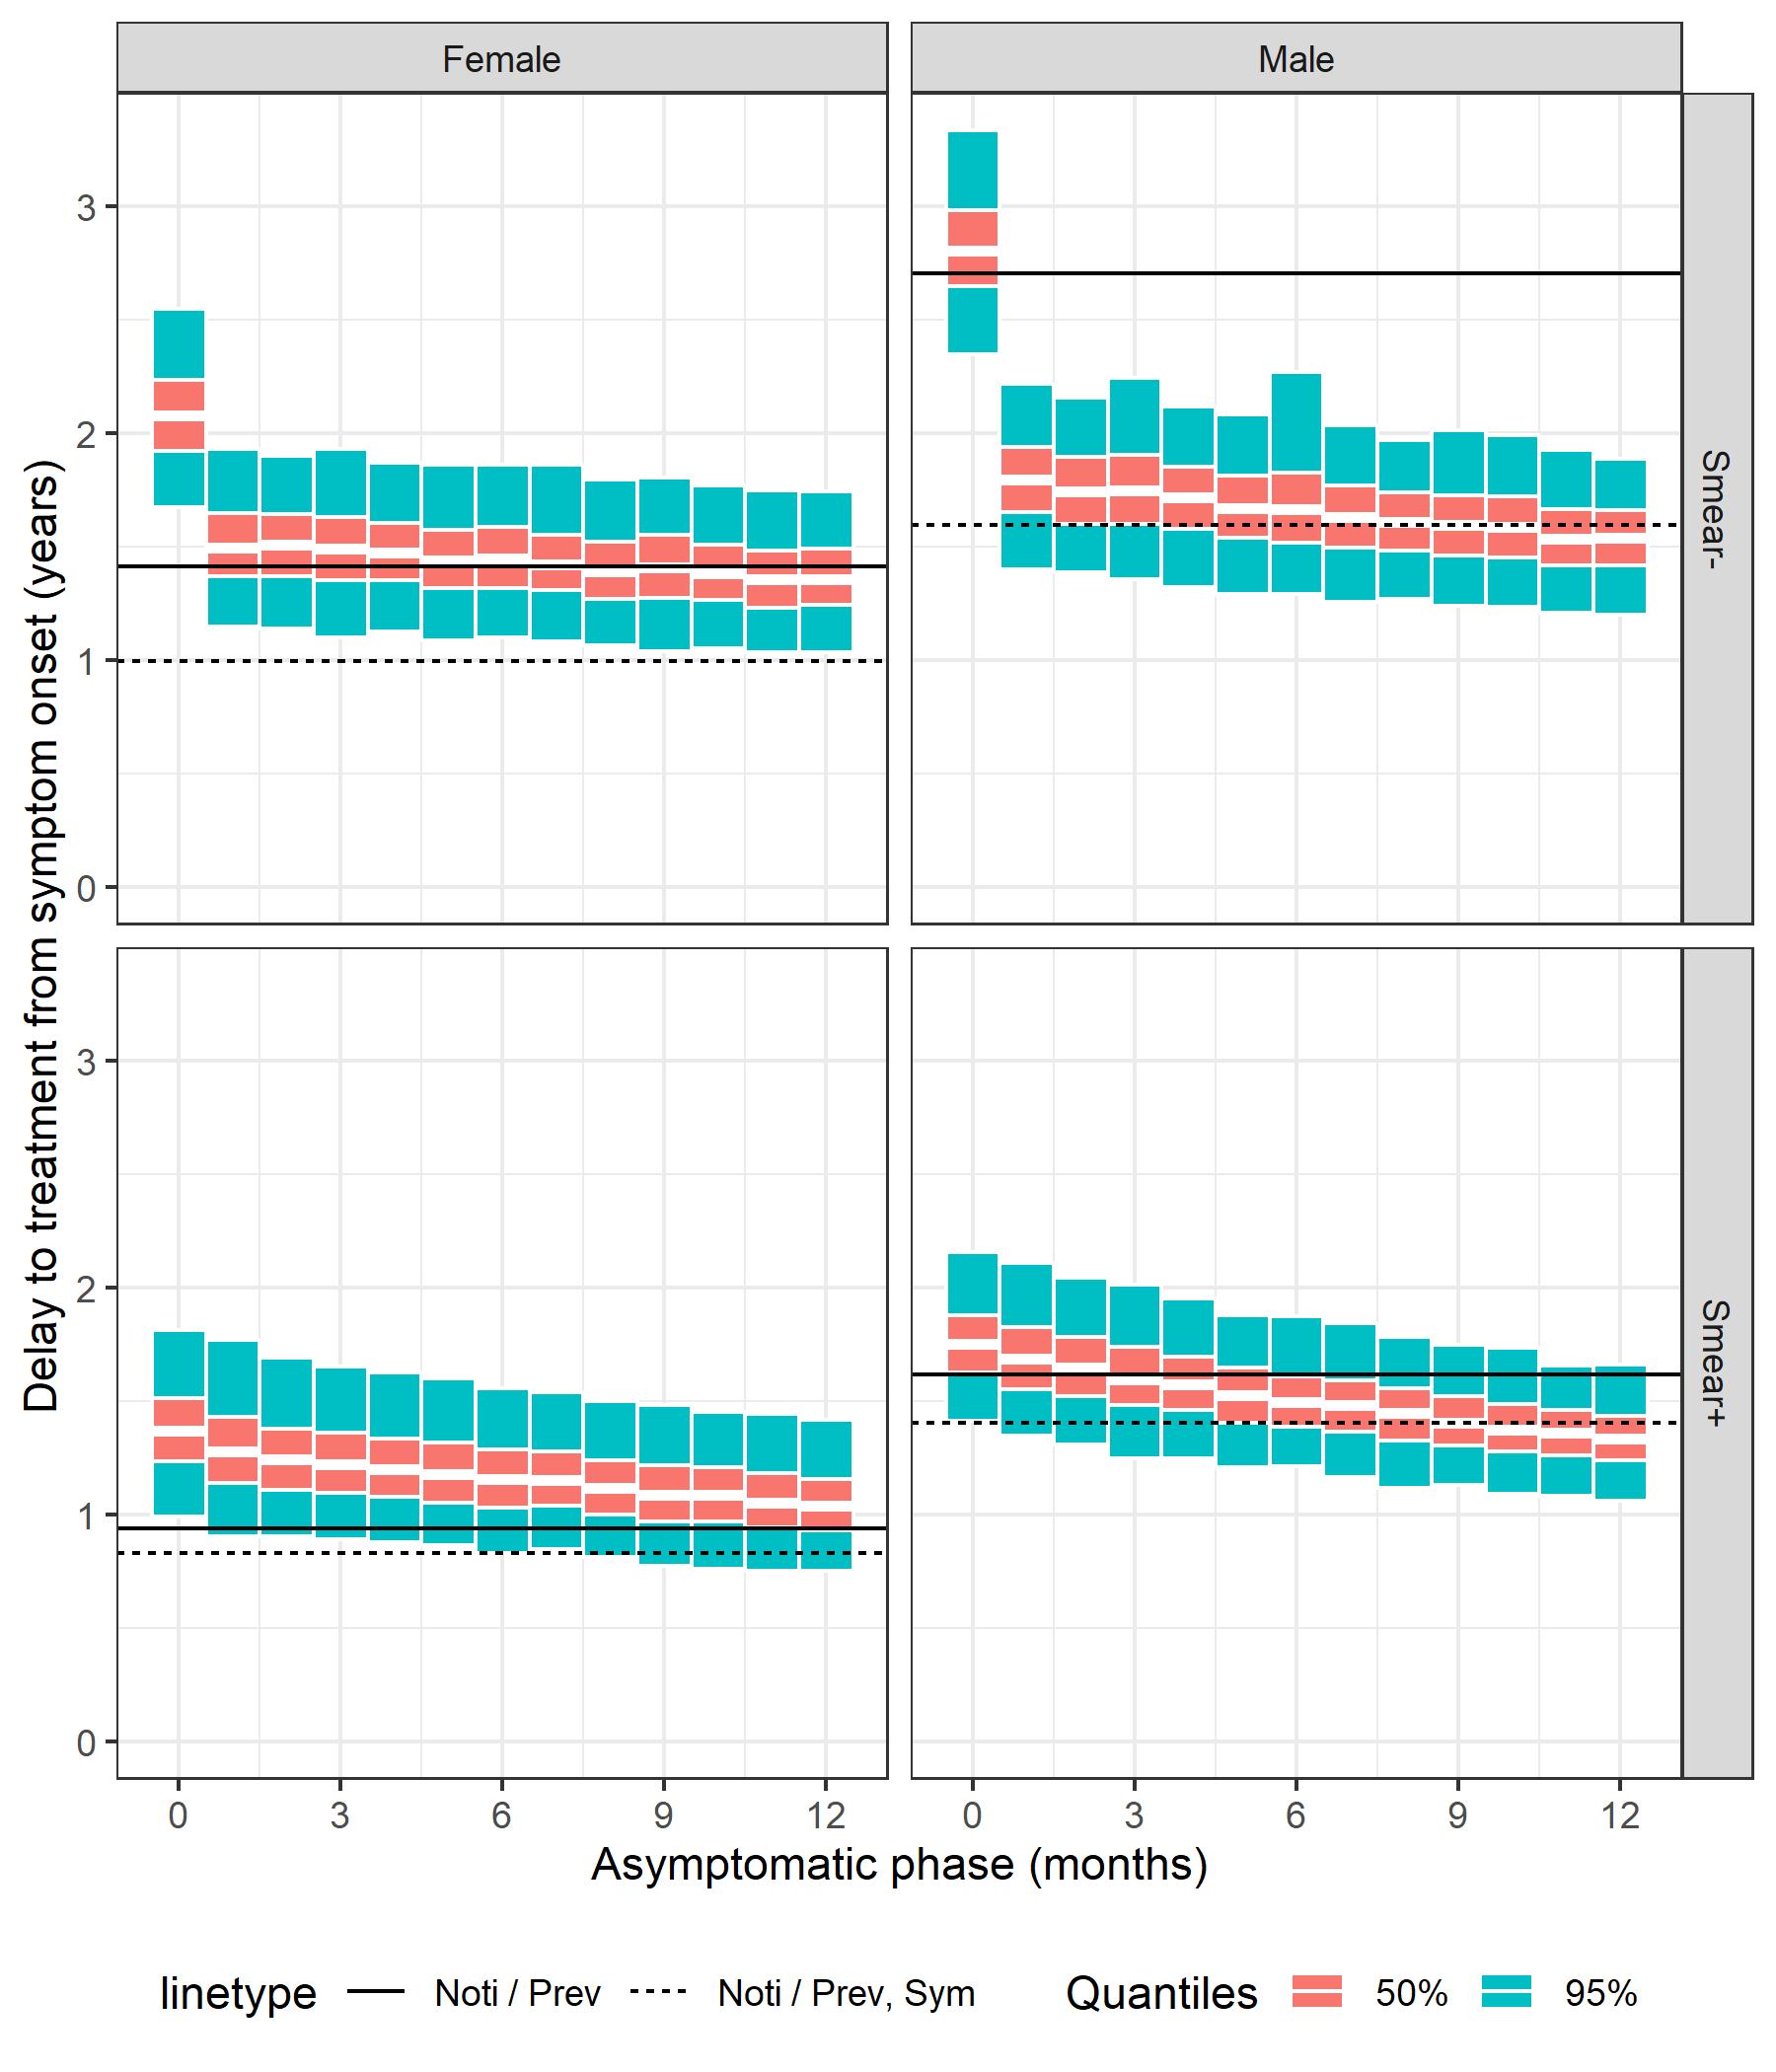 Female
Male
3
2
1
0
Smear-
3
2
1
0
Smear+
Delay to treatment from symptom onset (years)
0 3 6 9 12
0 3 6 9 12
Asymptomatic phase (months)
linetype Noti / Prev Noti / Prev, Sym Quantiles 50% 95%